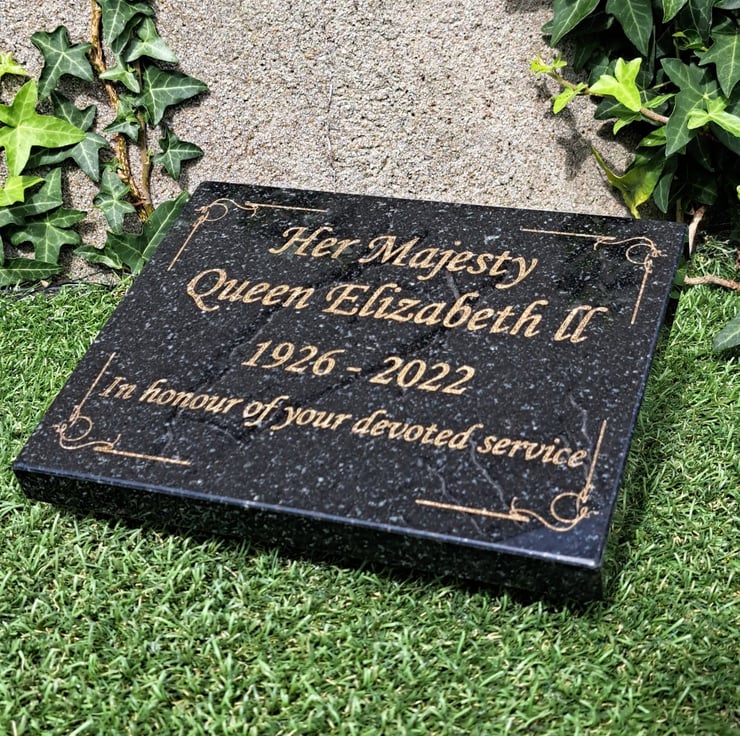 Her Majesty
Queen Elizabeth II
1926 - 2022
In honour of your devoted service